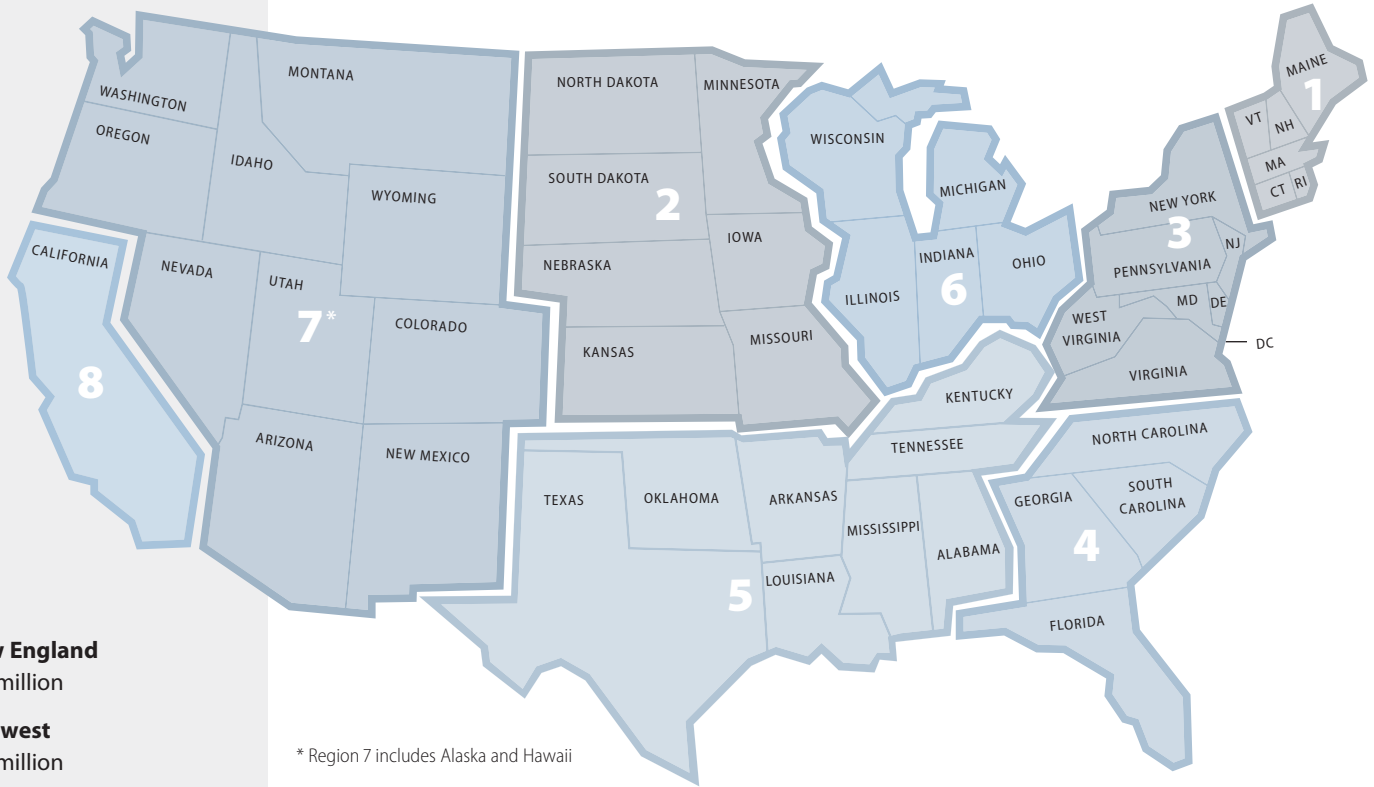 MAINE
1
MONTANA
NORTH DAKOTA
MINNESOTA
WASHINGTON
VT
NH
OREGON
WISCONSIN
IDAHO
MA
SOUTH DAKOTA
MICHIGAN
CT
RI
WYOMING
2
NEW YORK
3
IOWA
NJ
CALIFORNIA
NEVADA
NEBRASKA
INDIANA
OHIO
PENNSYLVANIA
UTAH
ILLINOIS
6
MD
DE
7*
COLORADO
WEST
VIRGINIA
MISSOURI
DC
KANSAS
8
VIRGINIA
KENTUCKY
ARIZONA
NEW MEXICO
TENNESSEE
NORTH CAROLINA
TEXAS
OKLAHOMA
ARKANSAS
GEORGIA
SOUTH
CAROLINA
MISSISSIPPI
4
ALABAMA
LOUISIANA
5
FLORIDA
England
million
west
million
* Region 7 includes Alaska and Hawaii